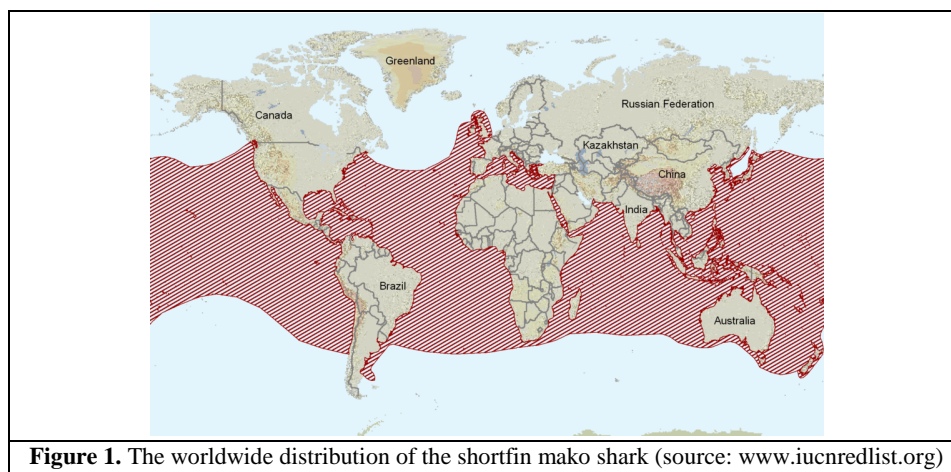 Greenland
Canada
Russian Federation
Kazakhstan
China
India
Brazil
Australia
Figure 1. The worldwide distribution of the shortfin mako shark (source: www.iucnredlist.org)